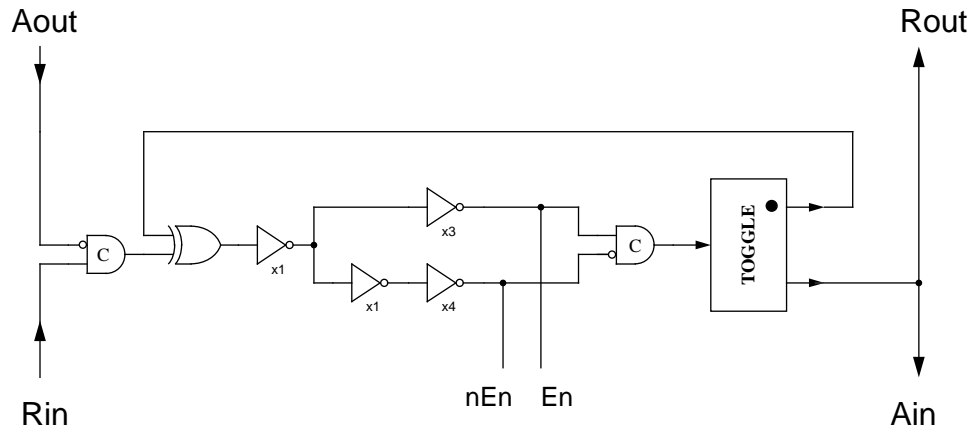 Aout
Rout
x3
TOGGLE
C
C
x1
x1
x4
nEn
En
Rin
Ain